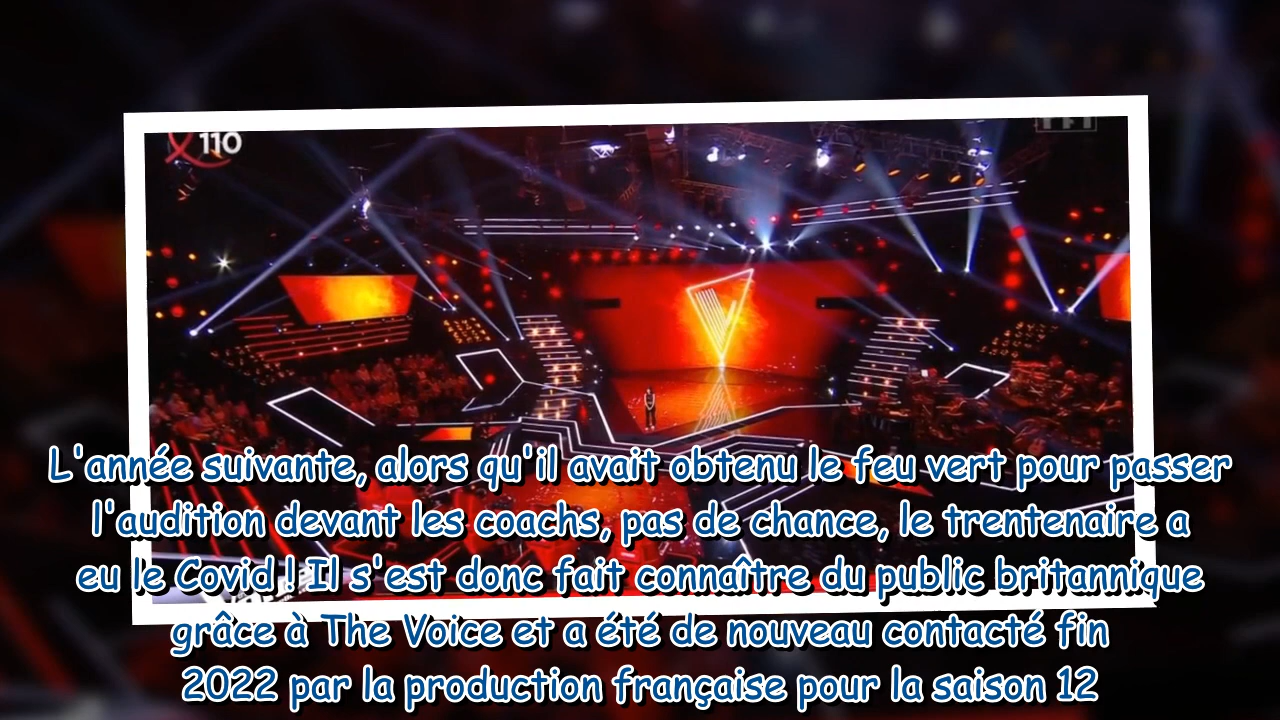 110
TF1
L'année suivante, alors qu'il avait obtenu le feu vert pour passer
l'audition devant les coachs, pas de chance, le trentenaire a
eu le Covid ! Il s'est donc fait connaître du public britannique
grâce à The Voice et a été de nouveau contacté fin
2022 par la production française pour la saison 12